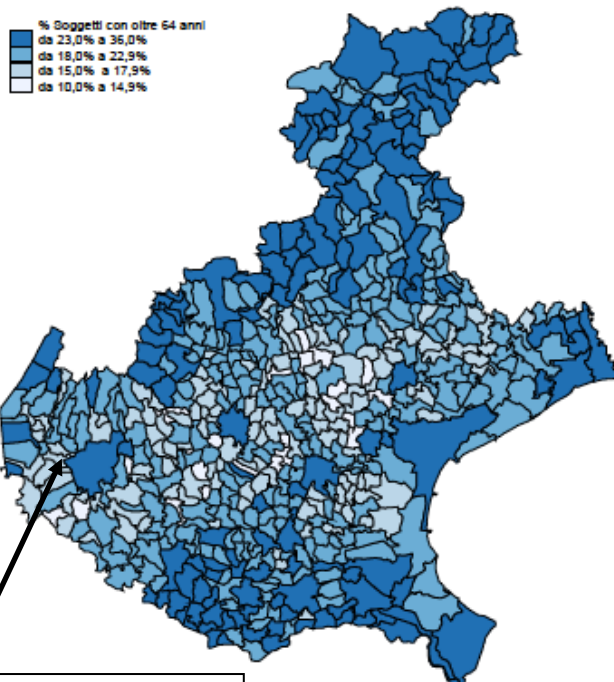 % Soggetti con oltre 64 anni
da 23,0% a 35,0%
da 18,0% a 22,9%
da 15,0% a 17,9%
da 10,0% a 14,9%